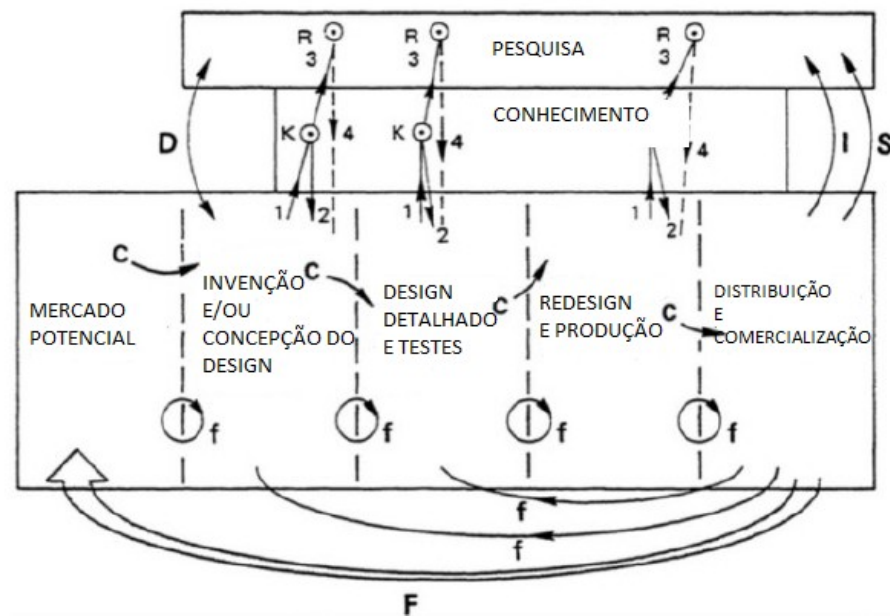 R
3
R
3
PESQUISA
R
3
CONHECIMENTO
D
K
4
K
4
4
I
S
1
2
1
2
1
2
C
INVENÇÃO
E/OU
CONCEPÇÃO DO
DESIGN
C
DESIGN
DETALHADO
E TESTES
C
REDESIGN
E PRODUÇÃO
C
DISTRIBUIÇÃO
E
COMERCIALIZAÇÃO
MERCADO
POTENCIAL
f
f
f
f
f
f
F